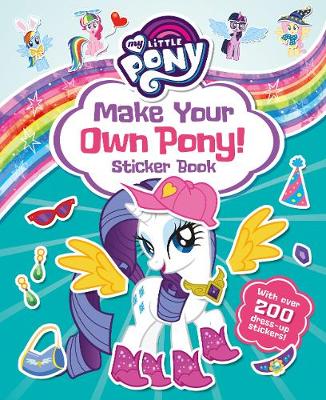 my LITTLE
PONY
Make Your
Own Pony!
Sticker Book
With over
200
dress-up
stickers!